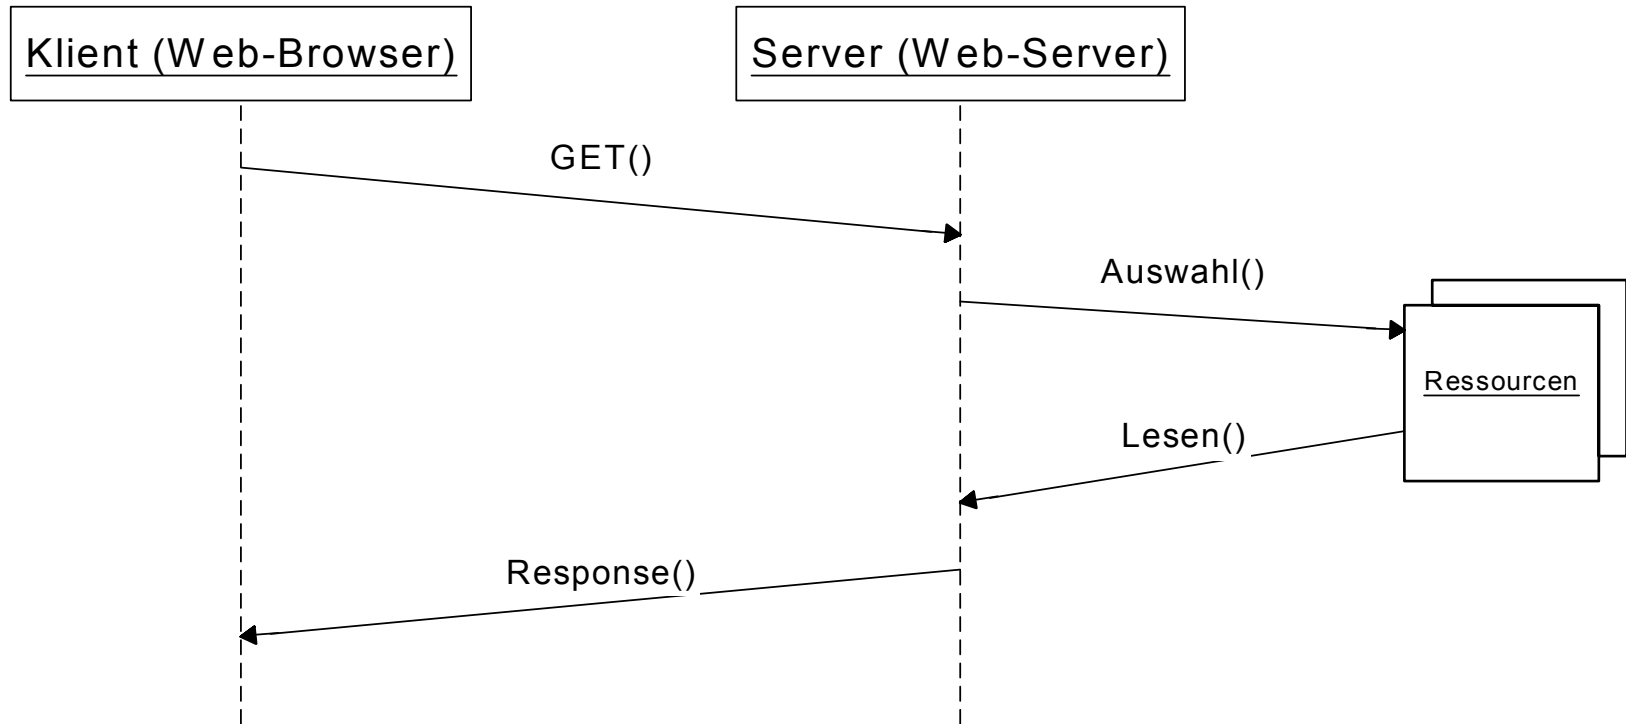 Klient (Web-Browser)
Server (Web-Server)
GET()
Auswahl()
Ressourcen
Lesen()
Response()